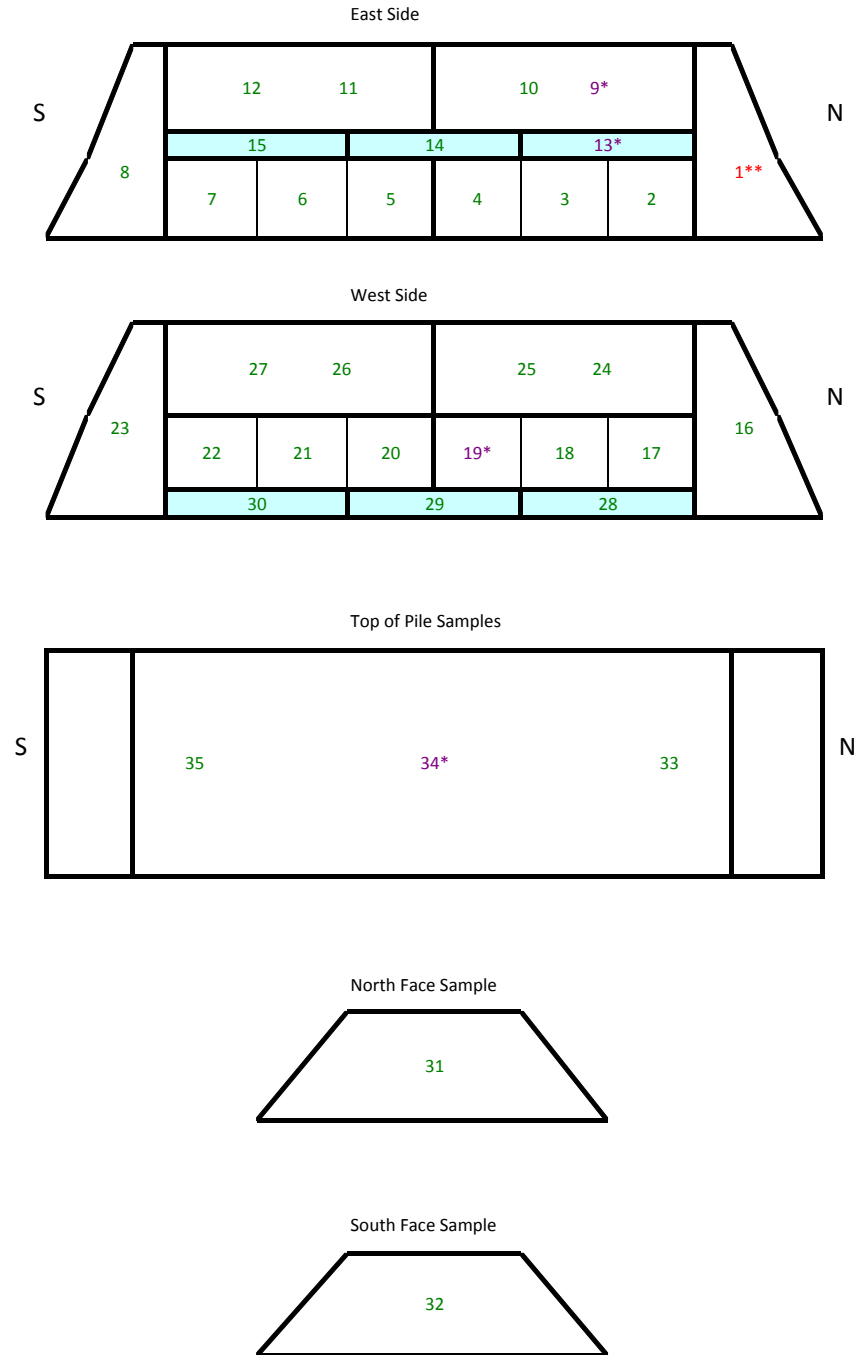 East Side
12 11 10 9*
S N
15 14 13*
8 1**
7 6 5 4 3 2
West Side
27 26 25 24
S N
23 16
22 21 20 19* 18 17
30 29 28
Top of Pile Samples
S N
35 34* 33
North Face Sample
31
South Face Sample
32